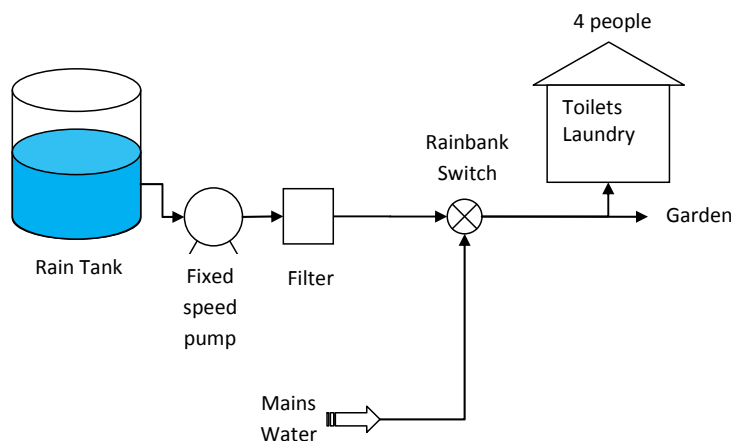 4 people
Toilets
Laundry
Rainbank
Switch
Garden
Rain Tank
Fixed
speed
pump
Filter
Mains
Water